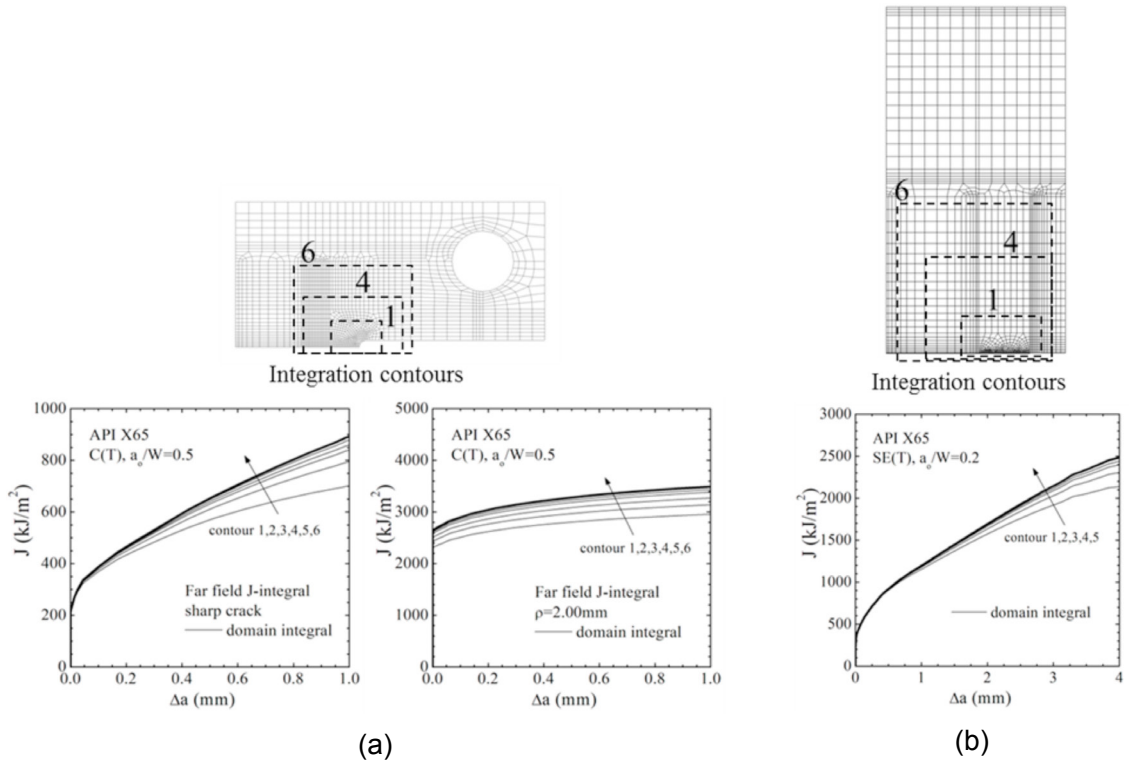 6
4
1
Integration contours
6
4
1
Integration contours
1000
800
600
400
200
0
J (kJ/m²)
API X65
C(T), aₒ/W=0.5
contour 1,2,3,4,5,6
Far field J-integral
sharp crack
domain integral
0.0 0.2 0.4 0.6 0.8 1.0
Δa (mm)
5000
4000
3000
2000
1000
0
J (kJ/m²)
API X65
C(T), aₒ/W=0.5
contour 1,2,3,4,5,6
Far field J-integral
ρ=2.00mm
domain integral
0.0 0.2 0.4 0.6 0.8 1.0
Δa (mm)
(a)
3000
2500
2000
1500
1000
500
0
J (kJ/m²)
API X65
SE(T), aₒ/W=0.2
contour 1,2,3,4,5
domain integral
0 1 2 3 4
Δa (mm)
(b)